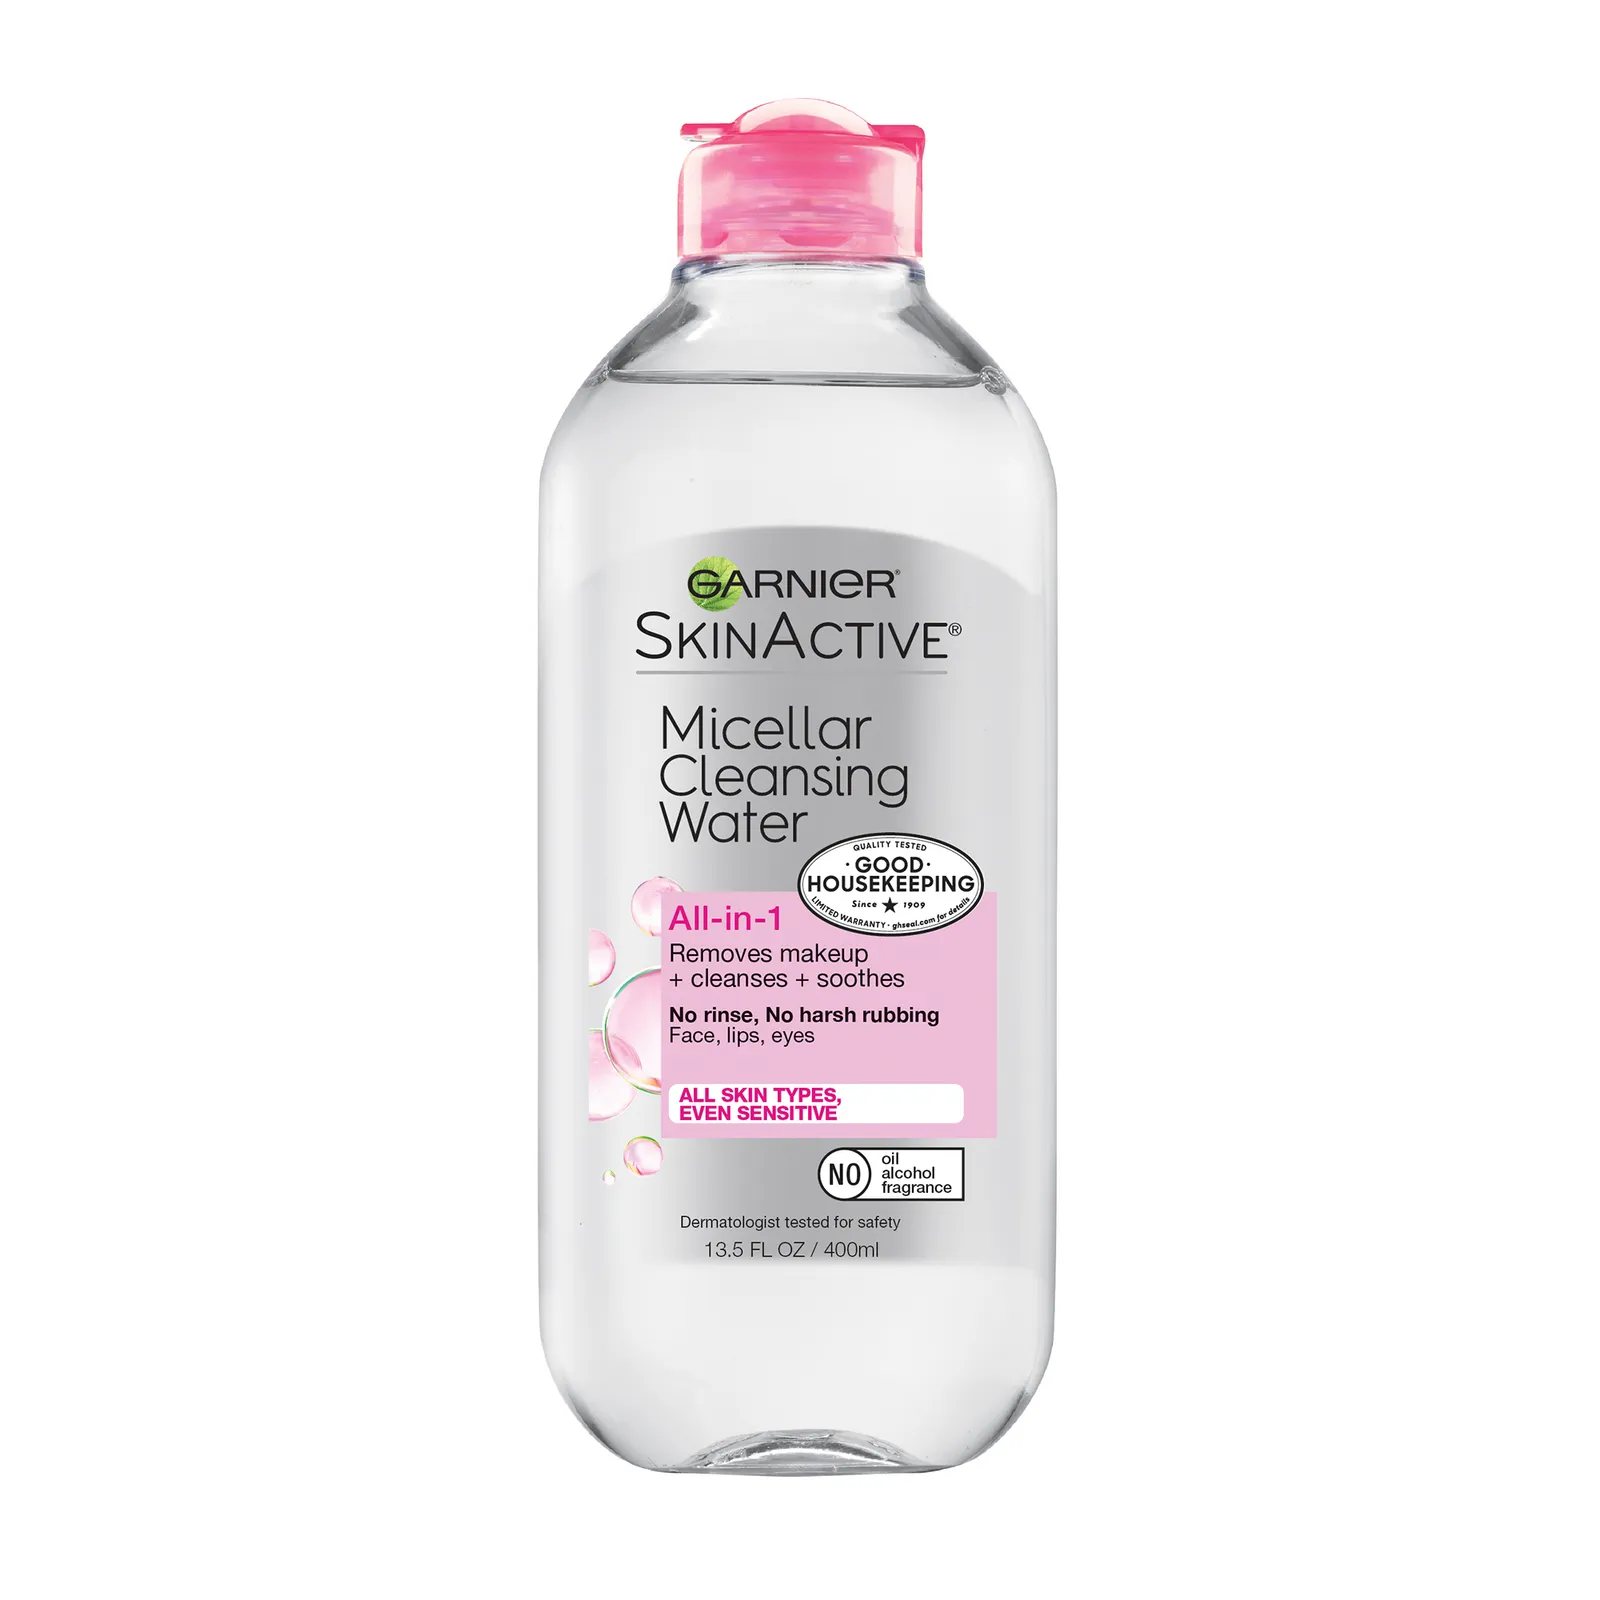 GARNIER®
SKINACTIVE®
Micellar
Cleansing
Water
QUALITY TESTED
·GOOD·
HOUSEKEEPING
Since ★ 1909
LIMITED WARRANTY · ghseal.com for details
All-in-1
Removes makeup
+ cleanses + soothes
No rinse, No harsh rubbing
Face, lips, eyes
ALL SKIN TYPES,
EVEN SENSITIVE
NO
oil
alcohol
fragrance
Dermatologist tested for safety
13.5 FL OZ / 400ml